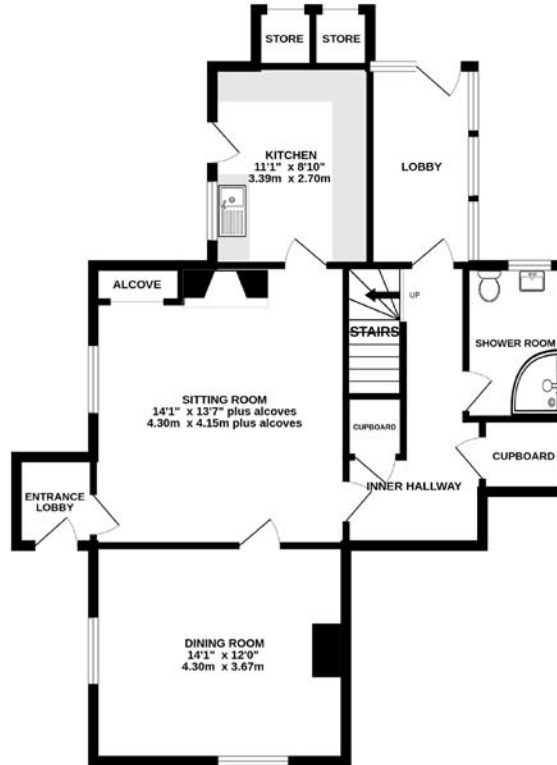 STORE
STORE
KITCHEN
11'1" x 8'10"
3.39m x 2.70m
LOBBY
ALCOVE
UP
STAIRS
SHOWER ROOM
SITTING ROOM
14'1" x 13'7" plus alcoves
4.30m x 4.15m plus alcoves
CUPBOARD
CUPBOARD
ENTRANCE
LOBBY
INNER HALLWAY
DINING ROOM
14'1" x 12'0"
4.30m x 3.67m